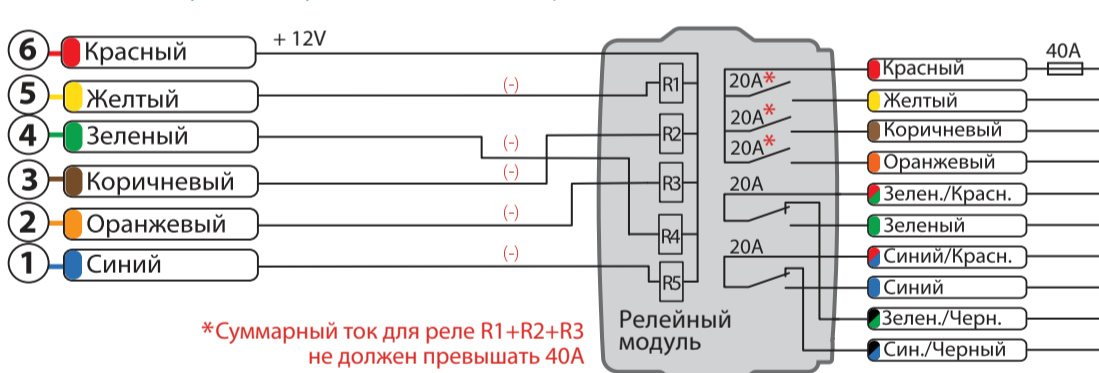 6 Красный + 12V
5 Желтый (-)
4 Зеленый (-)
3 Коричневый (-)
2 Оранжевый (-)
1 Синий (-)
R1
R2
R3
R4
R5
20A*
20A*
20A*
20A
20A
Релейный
модуль
Красный 40A
Желтый
Коричневый
Оранжевый
Зелен./Красн.
Зеленый
Синий/Красн.
Синий
Зелен./Черн.
Син./Черный
*Суммарный ток для реле R1+R2+R3
не должен превышать 40A